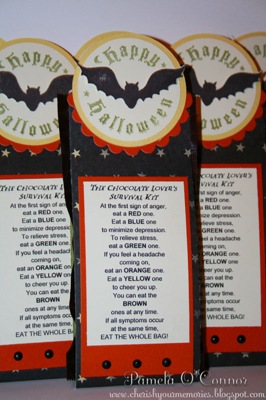 Happy
Halloween
THE CHOCOLATE LOVER'S
SURVIVAL KIT
At the first sign of anger,
eat a RED one.
Eat a BLUE one
to minimize depression.
To relieve stress,
eat a GREEN one.
If you feel a headache
coming on,
eat an ORANGE one.
Eat a YELLOW one
to cheer you up.
You can eat the
BROWN
ones at any time.
If all symptoms occur
at the same time,
EAT THE WHOLE BAG!
Pamela O'Connor
www.cherishyourmemories.blogspot.com